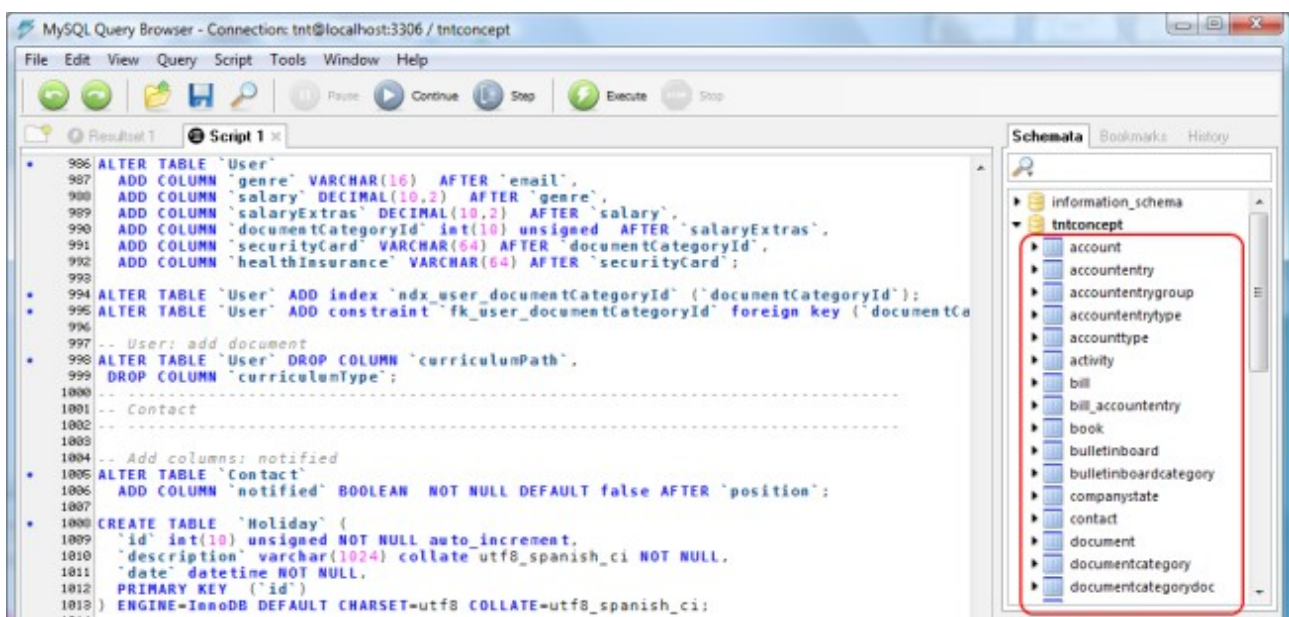 MySQL Query Browser - Connection: tnt@localhost:3306 / tntconcept
File Edit View Query Script Tools Window Help
Pause Continue Step Execute Stop
Resultset 1 Script 1
986 ALTER TABLE `User`
987 ADD COLUMN `genre` VARCHAR(16) AFTER `email`,
988 ADD COLUMN `salary` DECIMAL(10,2) AFTER `genre`,
989 ADD COLUMN `salaryExtras` DECIMAL(10,2) AFTER `salary`,
990 ADD COLUMN `documentCategoryId` int(10) unsigned AFTER `salaryExtras`,
991 ADD COLUMN `securityCard` VARCHAR(64) AFTER `documentCategoryId`,
992 ADD COLUMN `healthInsurance` VARCHAR(64) AFTER `securityCard`;
993
994 ALTER TABLE `User` ADD index `ndx_user_documentCategoryId` (`documentCategoryId`);
995 ALTER TABLE `User` ADD constraint `fk_user_documentCategoryId` foreign key (`documentCa
996
997 -- User: add document
998 ALTER TABLE `User` DROP COLUMN `curriculumPath`,
999 DROP COLUMN `curriculumType`;
1000 -- -----------------------------------------------------------------------------
1001 -- Contact
1002 -- -----------------------------------------------------------------------------
1003
1004 -- Add columns: notified
1005 ALTER TABLE `Contact`
1006 ADD COLUMN `notified` BOOLEAN NOT NULL DEFAULT false AFTER `position`;
1007
1008 CREATE TABLE `Holiday` (
1009 `id` int(10) unsigned NOT NULL auto_increment,
1010 `description` varchar(1024) collate utf8_spanish_ci NOT NULL,
1011 `date` datetime NOT NULL,
1012 PRIMARY KEY (`id`)
1013 ) ENGINE=InnoDB DEFAULT CHARSET=utf8 COLLATE=utf8_spanish_ci;
Schemata Bookmarks History
information_schema
tntconcept
account
accountentry
accountentrygroup
accountentrytype
accounttype
activity
bill
bill_accountentry
book
bulletinboard
bulletinboardcategory
companystate
contact
document
documentcategory
documentcategorydoc